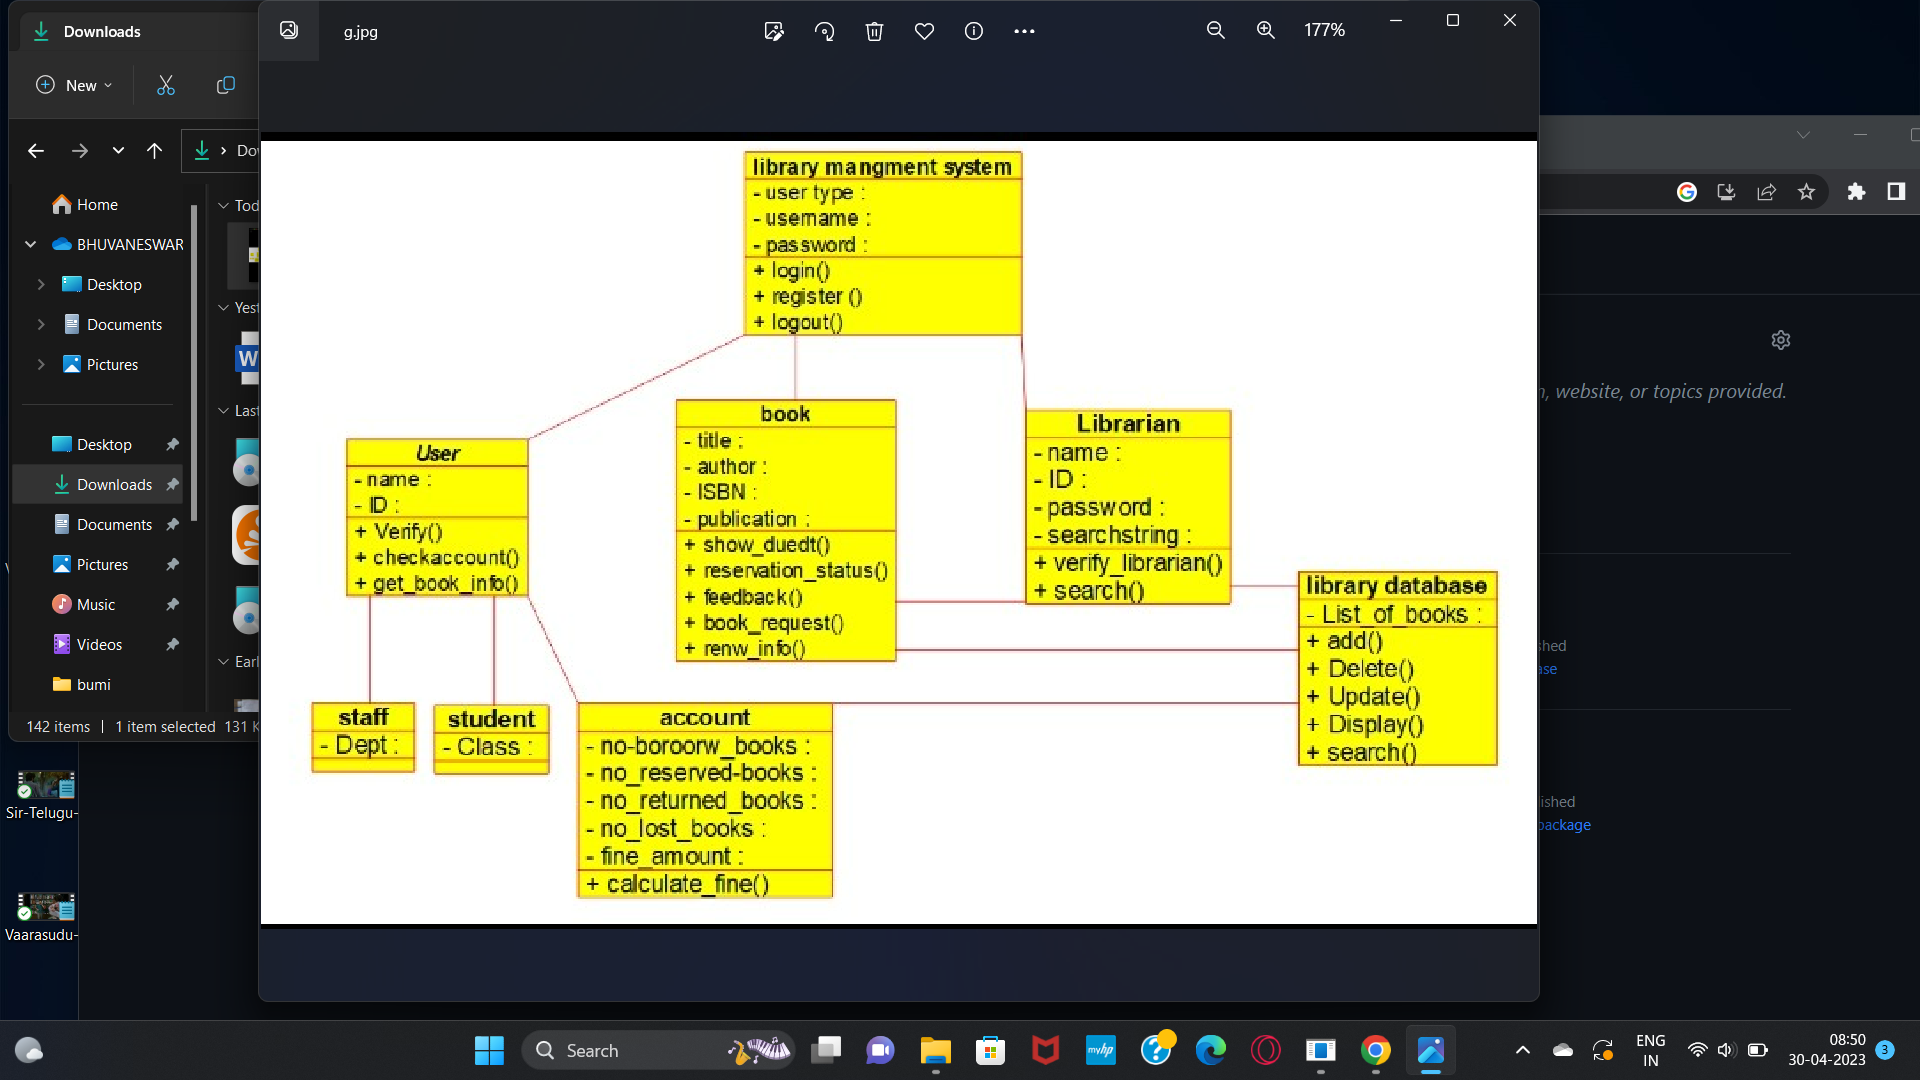 Downloads
New
Do
Home
BHUVANESWAR
Desktop
Documents
Pictures
Desktop
Downloads
Documents
Pictures
Music
Videos
bumi
Tod
Yest
Last
Earl
142 items | 1 item selected 131 K
Sir-Telugu-
Vaarasudu-
g.jpg
177%
library mangment system
- user type :
- username :
- password :
+ login()
+ register ()
+ logout()
User
- name :
- ID :
+ Verify()
+ checkaccount()
+ get_book_info()
book
- title :
- author :
- ISBN :
- publication :
+ show_duedt()
+ reservation_status()
+ feedback()
+ book_request()
+ renw_info()
Librarian
- name :
- ID :
- password :
- searchstring :
+ verify_librarian()
+ search()
library database
- List_of_books :
+ add()
+ Delete()
+ Update()
+ Display()
+ search()
staff
- Dept :
student
- Class :
account
- no-boroorw_books :
- no_reserved-books :
- no_returned_books :
- no_lost_books :
- fine_amount :
+ calculate_fine()
, website, or topics provided.
shed
ase
lished
package
Search
myhp
ENG
IN
08:50
30-04-2023
3